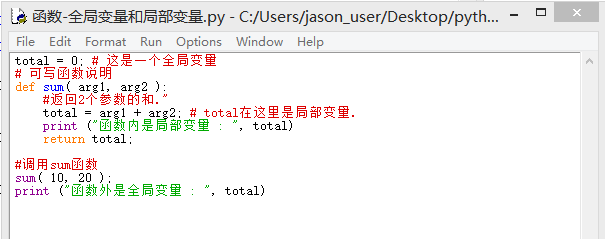 函数-全局变量和局部变量.py - C:/Users/jason_user/Desktop/pyth...
File Edit Format Run Options Window Help
total = 0; # 这是一个全局变量
# 可写函数说明
def sum( arg1, arg2 ):
    #返回2个参数的和."
    total = arg1 + arg2; # total在这里是局部变量.
    print ("函数内是局部变量 : ", total)
    return total;

#调用sum函数
sum( 10, 20 );
print ("函数外是全局变量 : ", total)